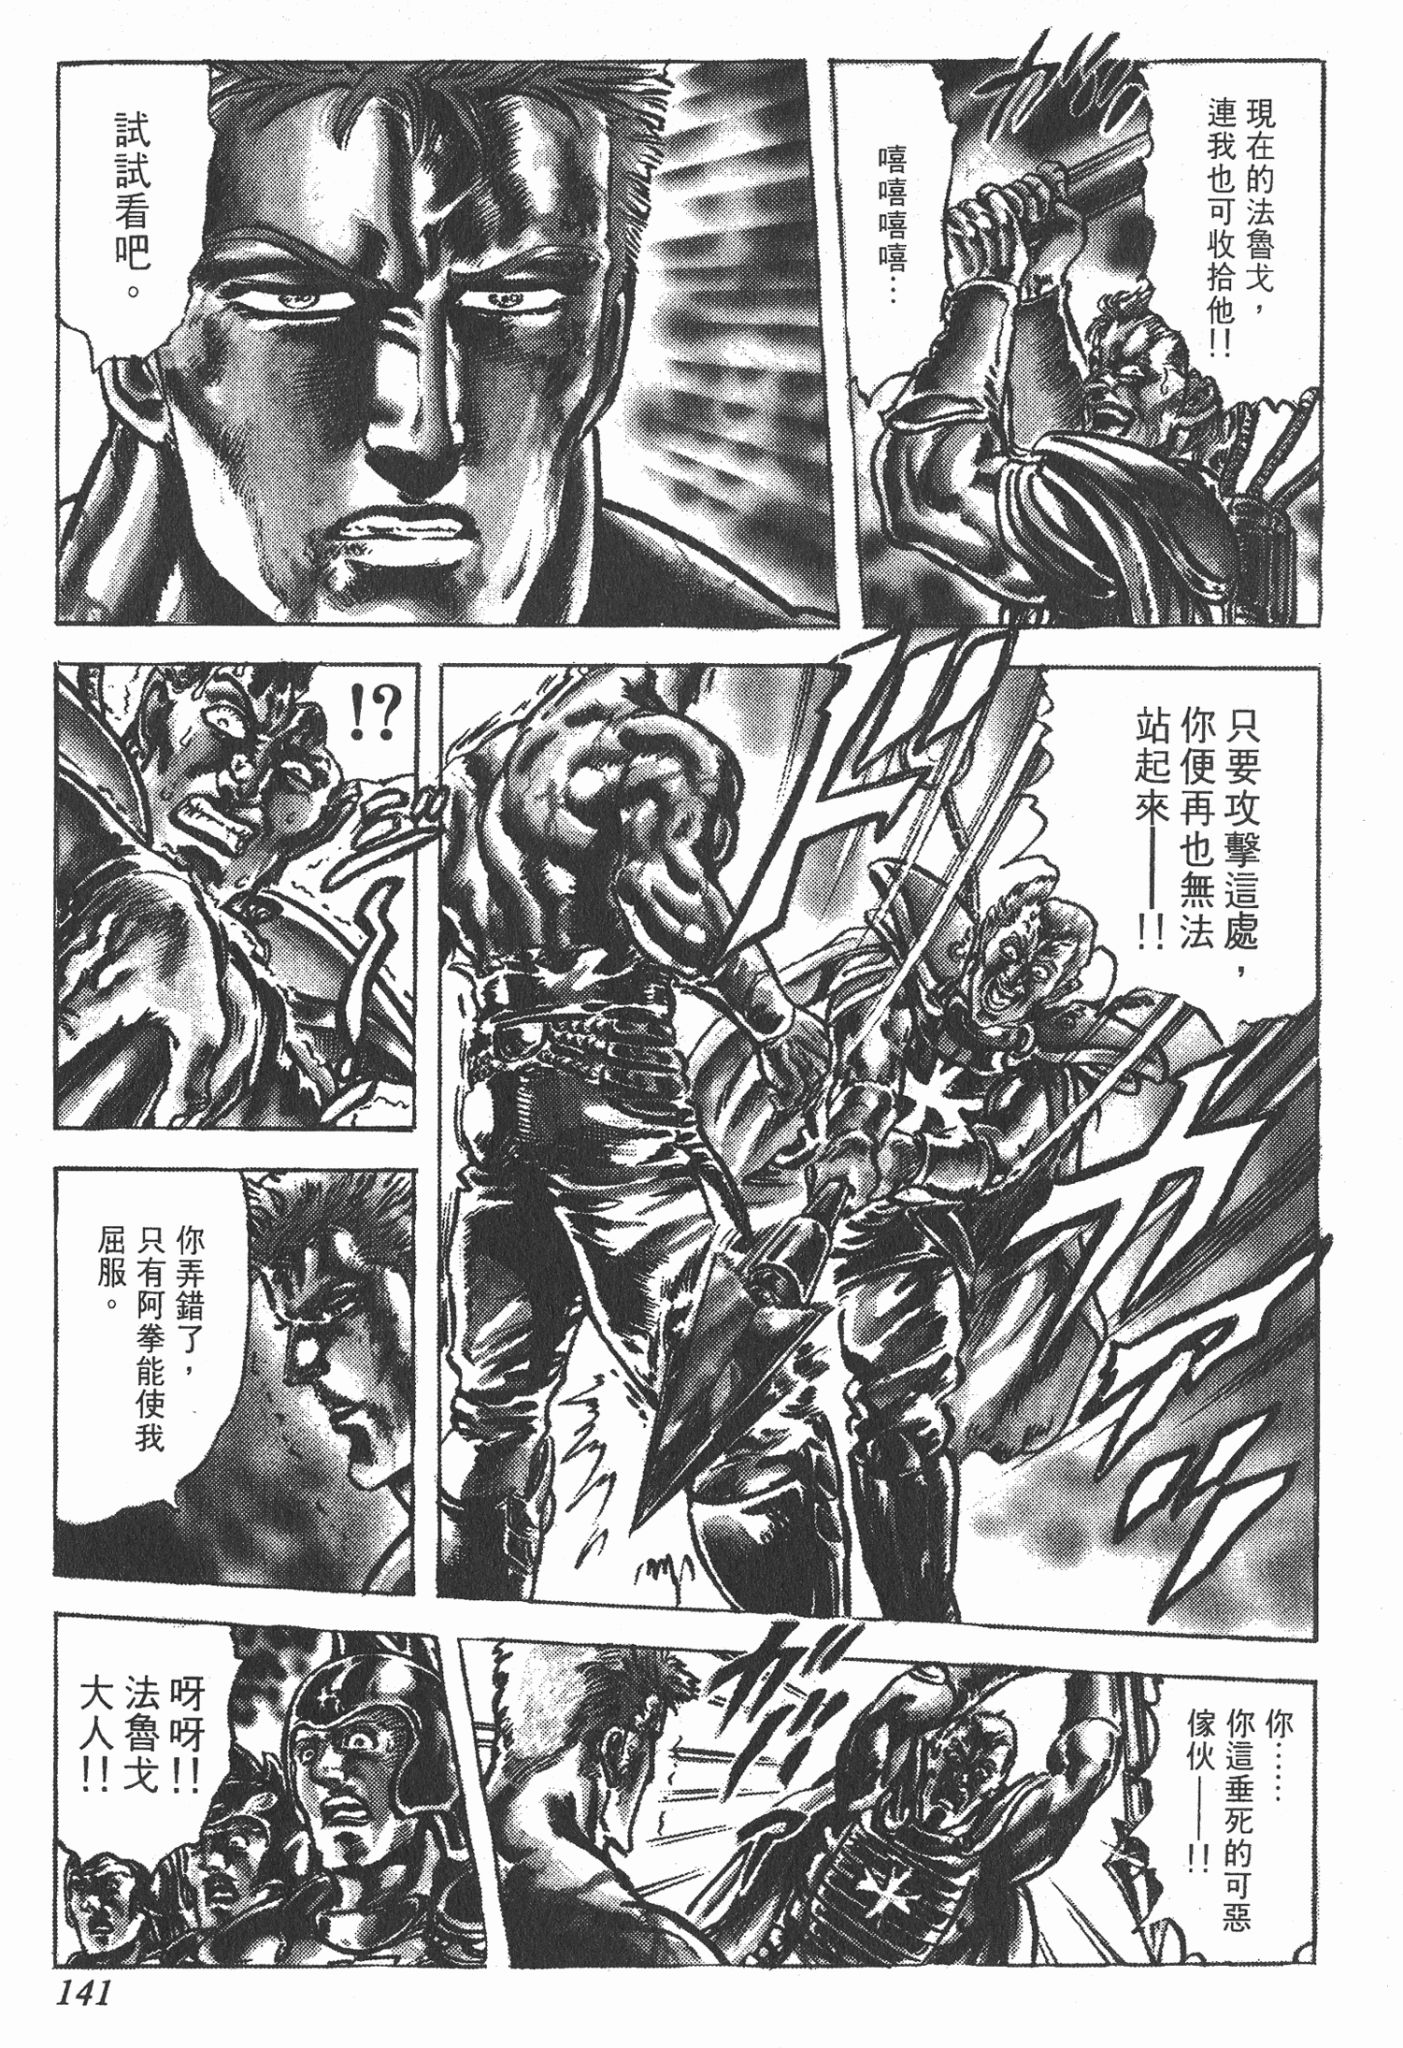 現在的法魯戈，
連我也可收拾他!!
嘻嘻嘻嘻…
試試看吧。
只要攻擊這處，
你便再也無法
站起來——!!
!?
你弄錯了，
只有阿拳能使我
屈服。
你……
你這垂死的可惡
傢伙——!!
呀呀!!
法魯戈
大人!!
141